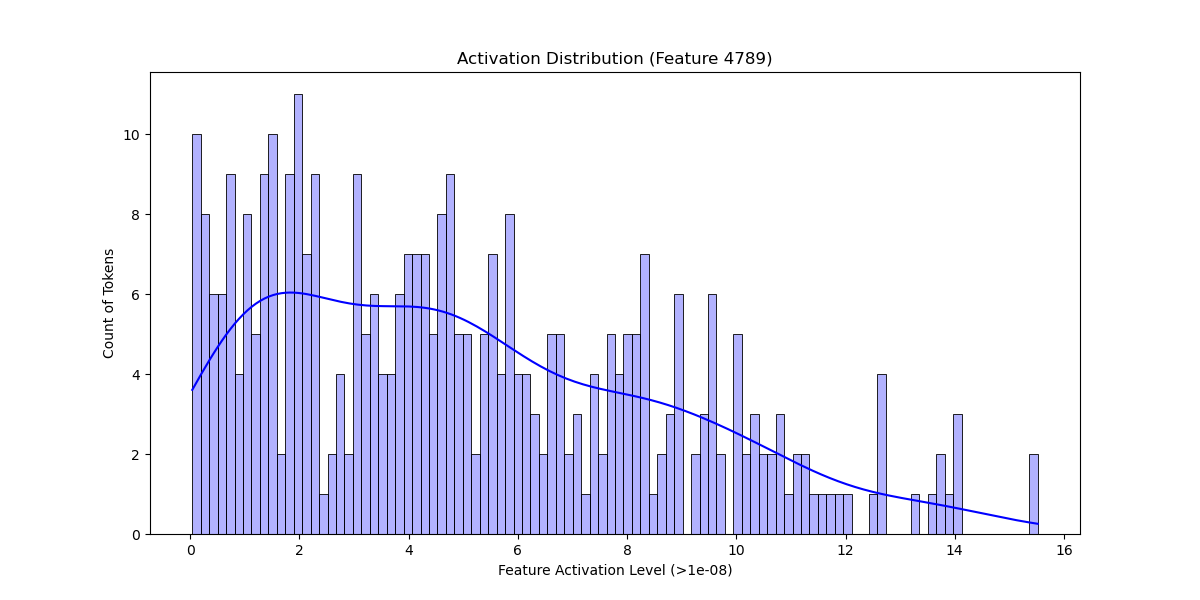 Activation Distribution (Feature 4789)
Count of Tokens
10
8
6
4
2
0
0 2 4 6 8 10 12 14 16
Feature Activation Level (>1e-08)